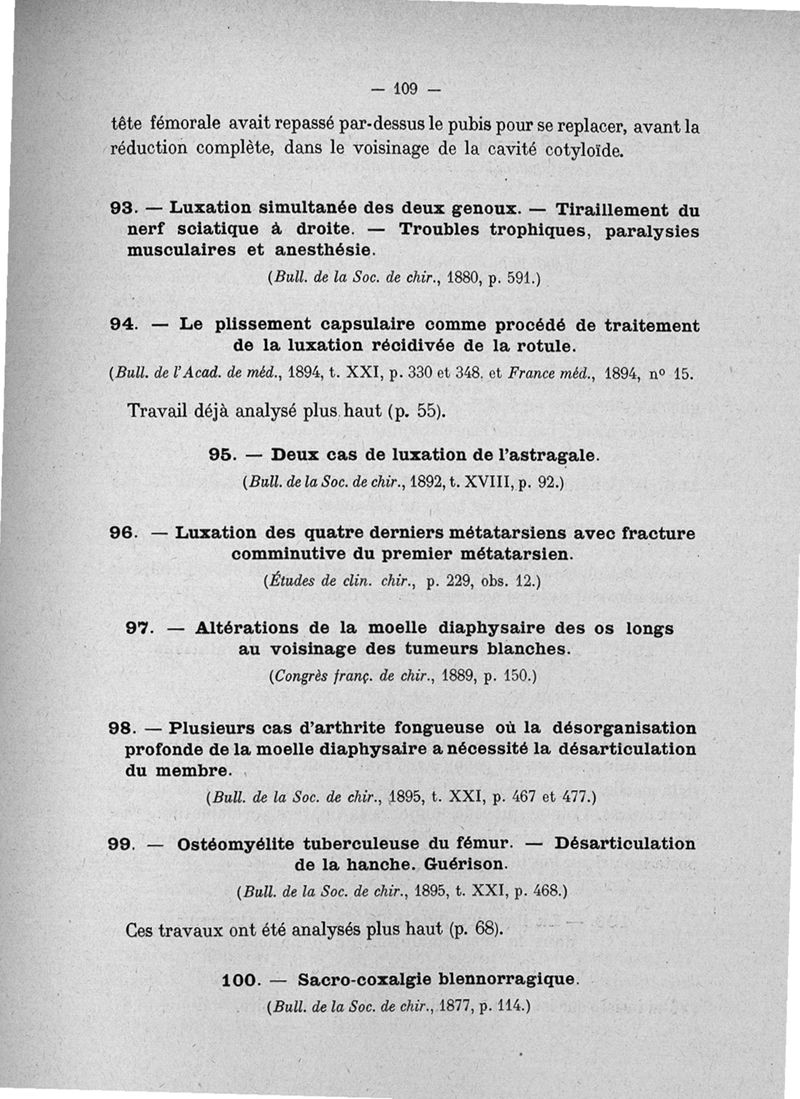 — 109 —
tête fémorale avait repassé par-dessus le pubis pour se replacer, avant la
réduction complète, dans le voisinage de la cavité cotyloïde.
93. — Luxation simultanée des deux genoux. — Tiraillement du
nerf sciatique à droite. — Troubles trophiques, paralysies
musculaires et anesthésie.
(Bull. de la Soc. de chir., 1880, p. 591.)
94. — Le plissement capsulaire comme procédé de traitement
de la luxation récidivée de la rotule.
(Bull. de l'Acad. de méd., 1894, t. XXI, p. 330 et 348. et France méd., 1894, nº 15.
Travail déjà analysé plus haut (p. 55).
95. — Deux cas de luxation de l'astragale.
(Bull. de la Soc. de chir., 1892, t. XVIII, p. 92.)
96. — Luxation des quatre derniers métatarsiens avec fracture
comminutive du premier métatarsien.
(Études de clin. chir., p. 229, obs. 12.)
97. — Altérations de la moelle diaphysaire des os longs
au voisinage des tumeurs blanches.
(Congrès franç. de chir., 1889, p. 150.)
98. — Plusieurs cas d'arthrite fongueuse où la désorganisation
profonde de la moelle diaphysaire a nécessité la désarticulation
du membre.
(Bull. de la Soc. de chir., 1895, t. XXI, p. 467 et 477.)
99. — Ostéomyélite tuberculeuse du fémur. — Désarticulation
de la hanche. Guérison.
(Bull. de la Soc. de chir., 1895, t. XXI, p. 468.)
Ces travaux ont été analysés plus haut (p. 68).
100. — Sacro-coxalgie blennorragique.
(Bull. de la Soc. de chir., 1877, p. 114.)